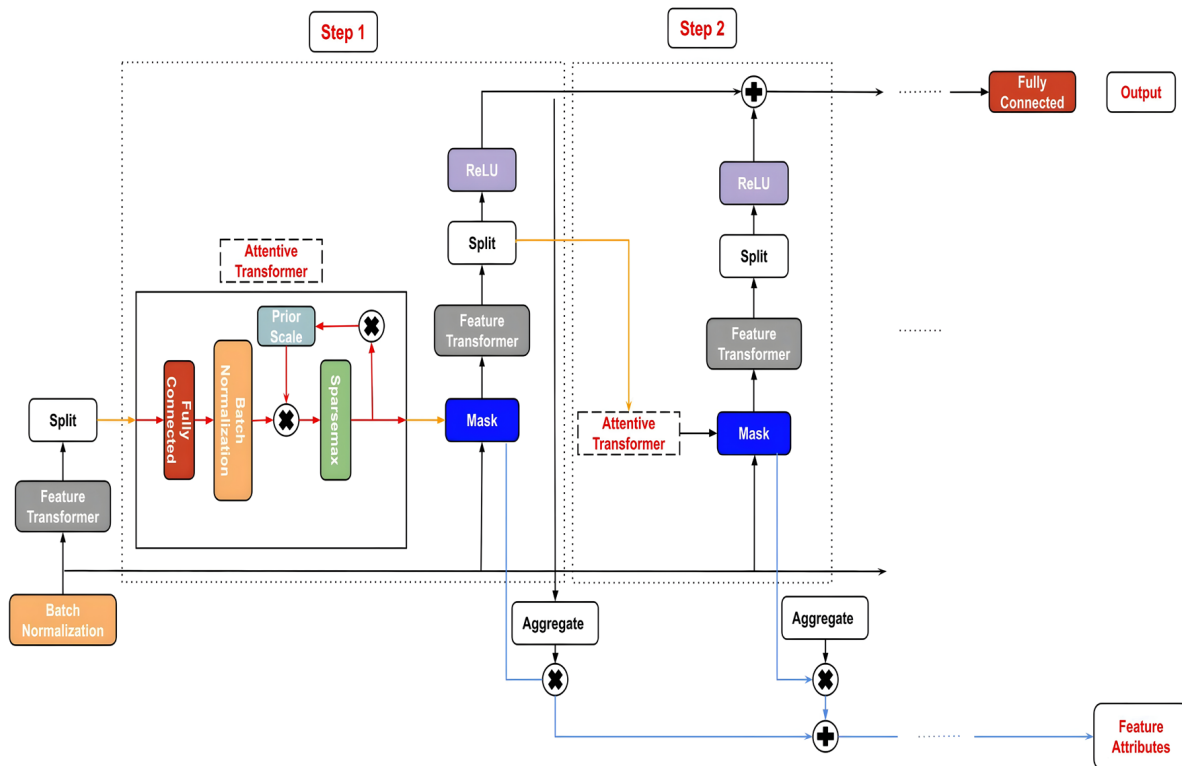 Step 1
Step 2
Fully
Connected
Output
ReLU
ReLU
Split
Split
Attentive
Transformer
Prior
Scale
Feature
Transformer
Feature
Transformer
Fully
Connected
Batch
Normalization
Sparsemax
Split
Mask
Attentive
Transformer
Mask
Feature
Transformer
Batch
Normalization
Aggregate
Aggregate
Feature
Attributes